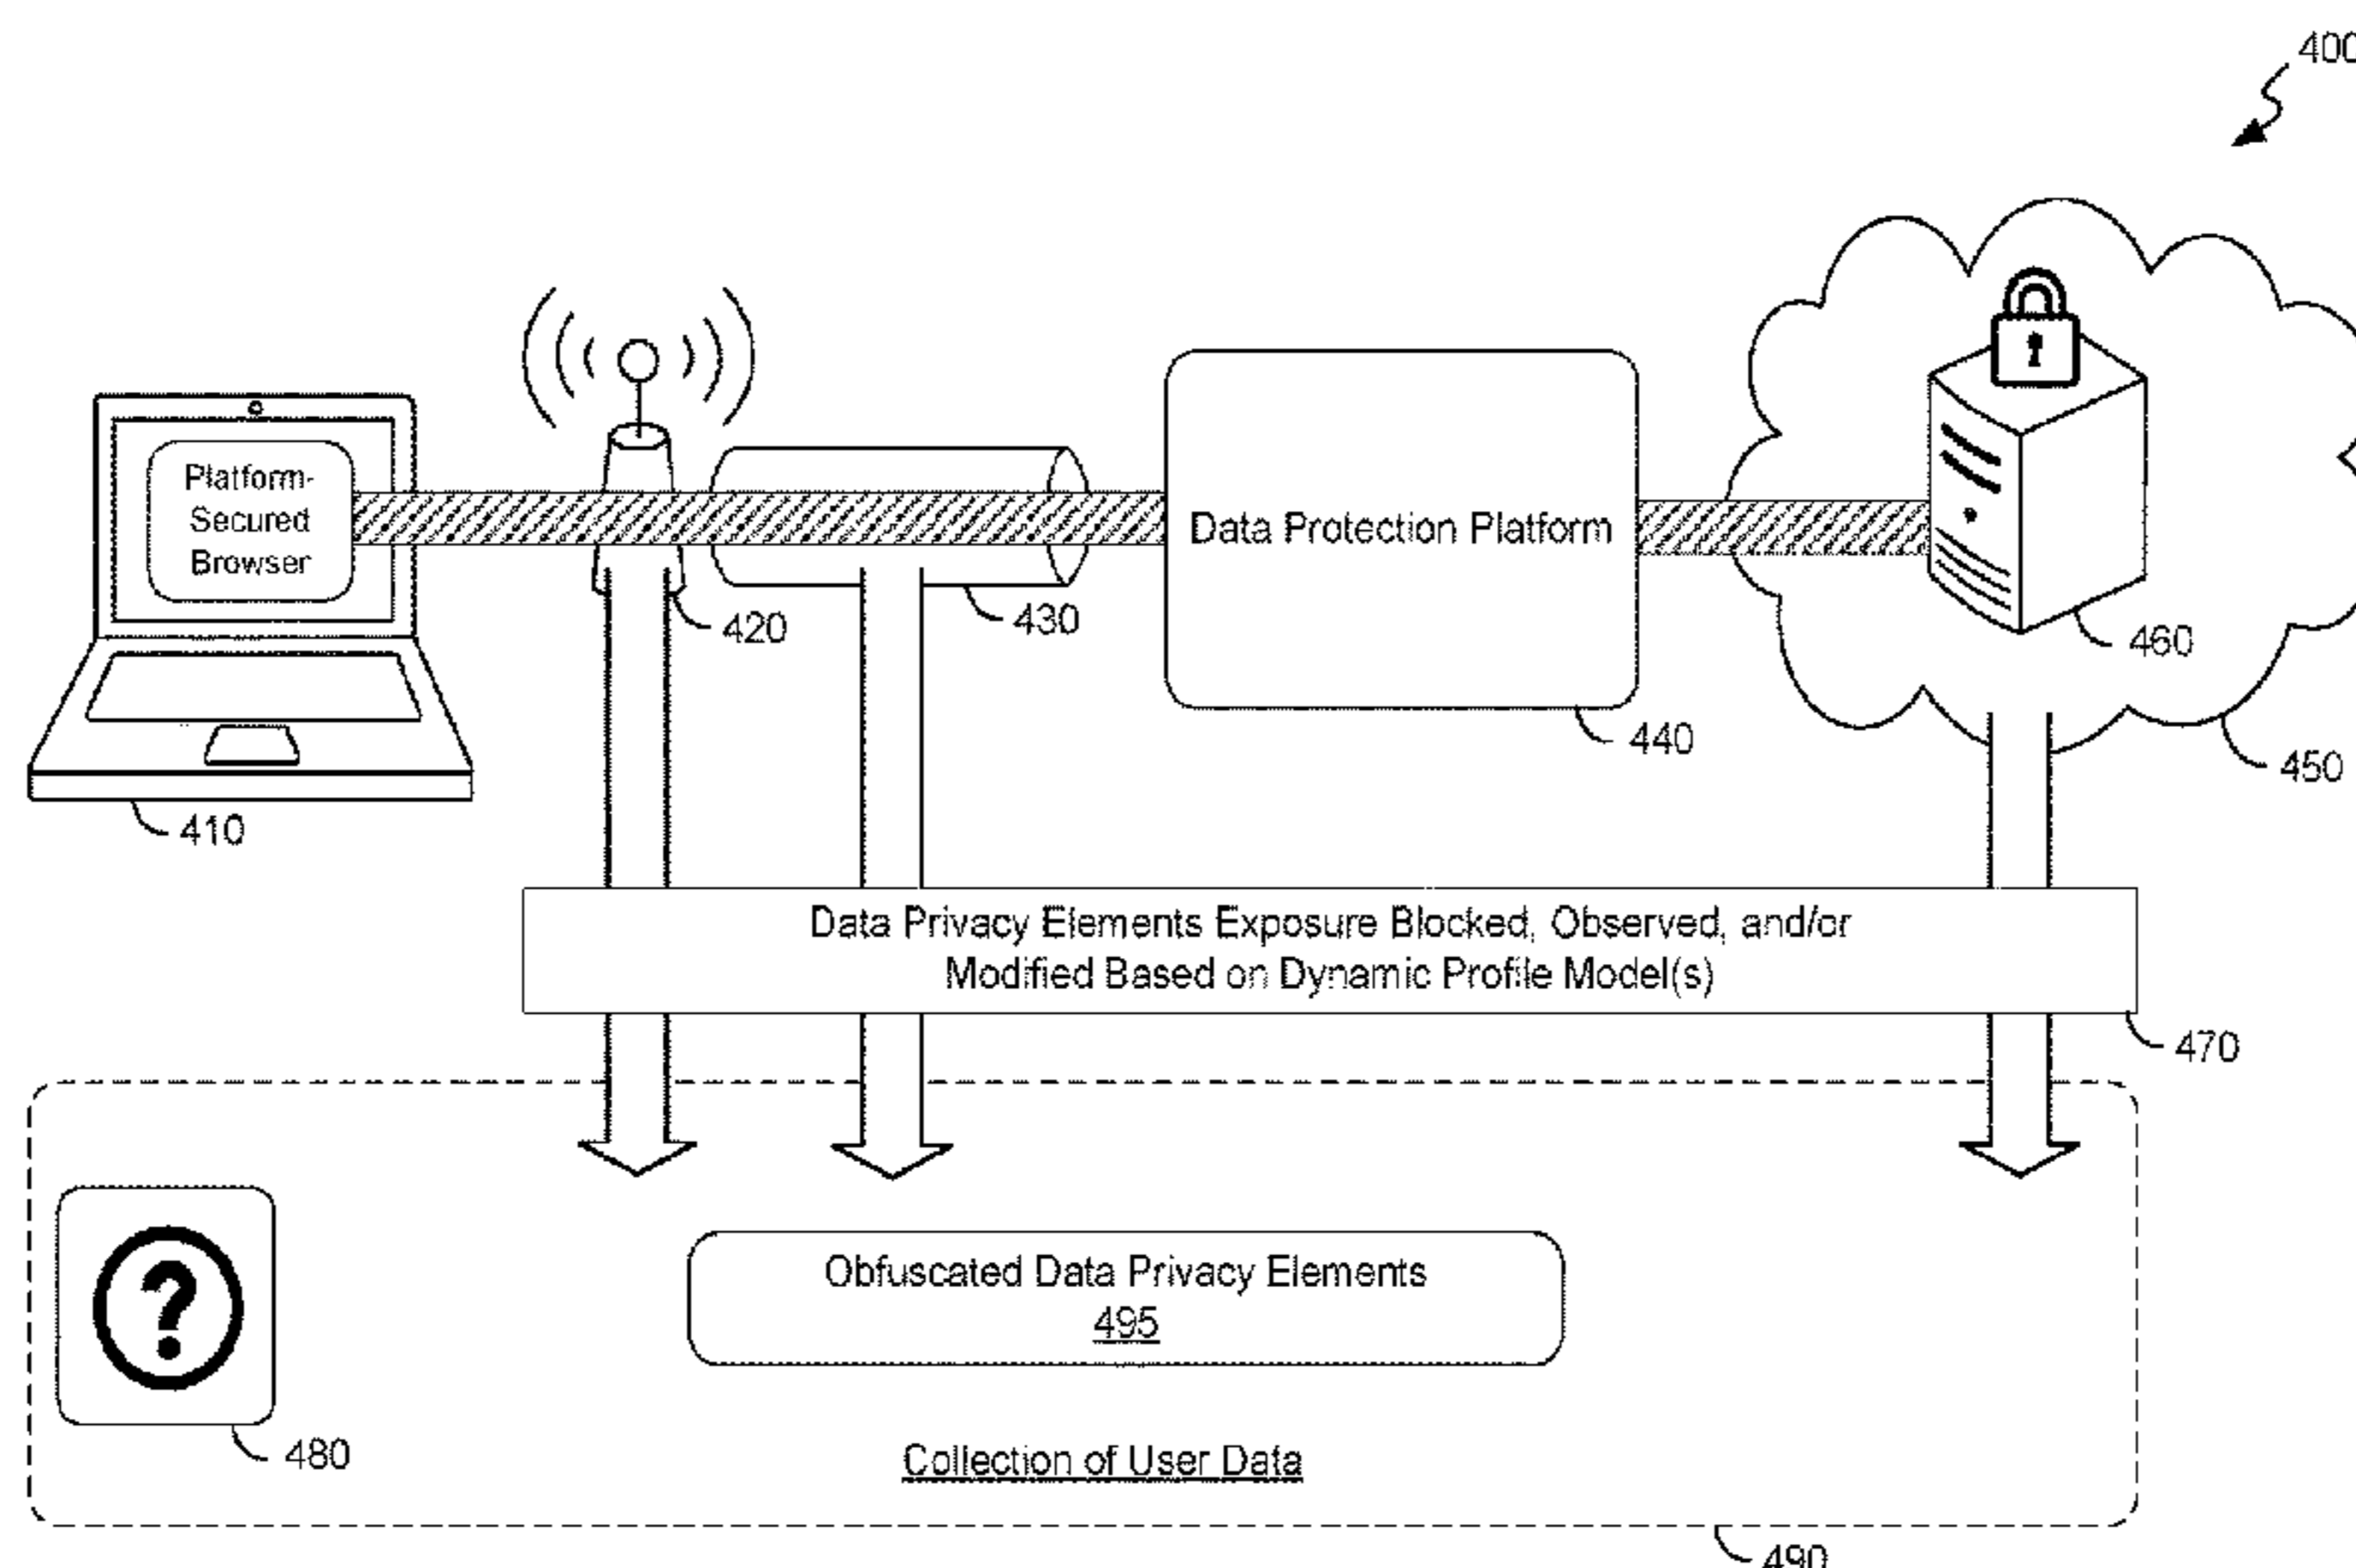 400
Platform-
Secured
Browser
Data Protection Platform
420
430
460
440
450
410
Data Privacy Elements Exposure Blocked, Observed, and/or
Modified Based on Dynamic Profile Model(s)
470
?
Obfuscated Data Privacy Elements
495
480
Collection of User Data
490